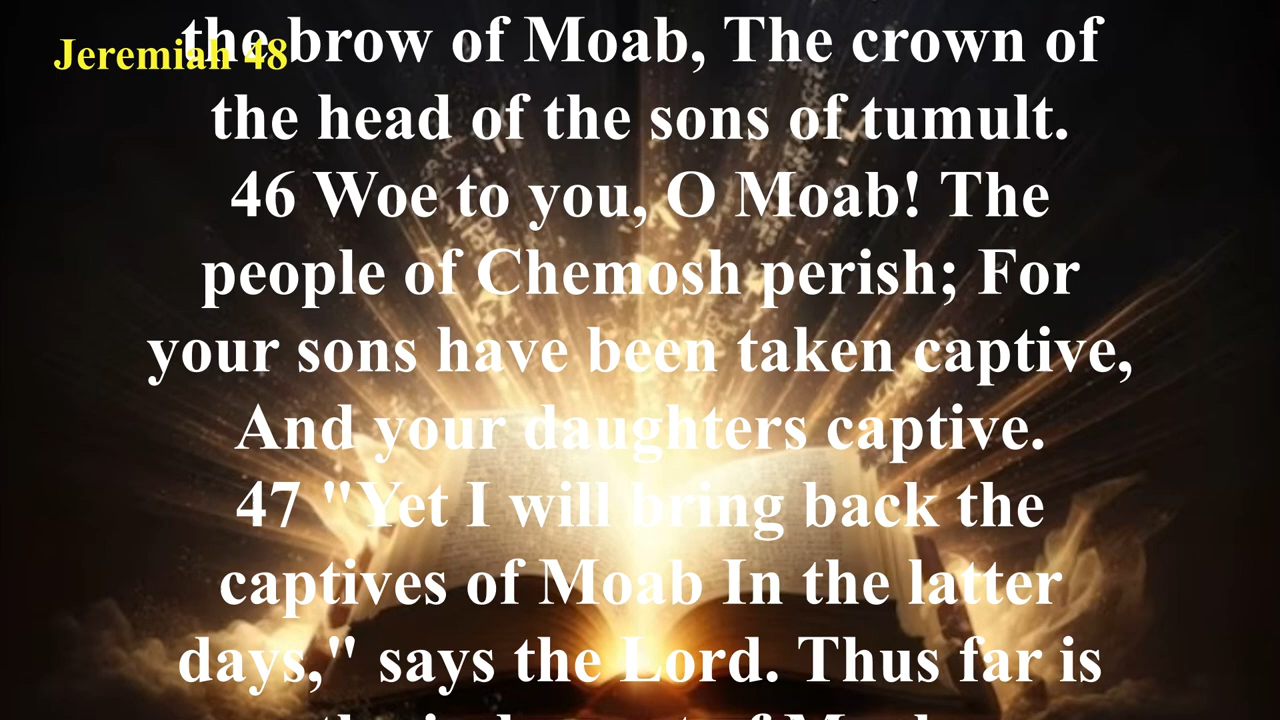 Jeremiah 48
the brow of Moab, The crown of
the head of the sons of tumult.
46 Woe to you, O Moab! The
people of Chemosh perish; For
your sons have been taken captive,
And your daughters captive.
47 "Yet I will bring back the
captives of Moab In the latter
days," says the Lord. Thus far is